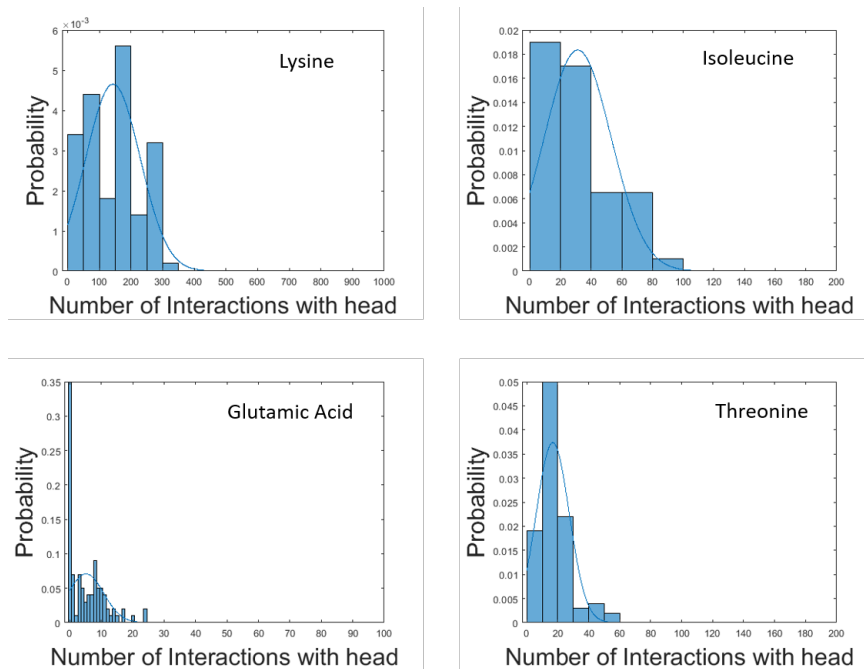 × 10⁻³
6
5
4
3
2
1
0
Probability
Lysine
0 100 200 300 400 500 600 700 800 900 1000
Number of Interactions with head
0.02
0.018
0.016
0.014
0.012
0.01
0.008
0.006
0.004
0.002
0
Probability
Isoleucine
0 20 40 60 80 100 120 140 160 180 200
Number of Interactions with head
0.35
0.3
0.25
0.2
0.15
0.1
0.05
0
Probability
Glutamic Acid
0 10 20 30 40 50 60 70 80 90 100
Number of Interactions with head
0.05
0.045
0.04
0.035
0.03
0.025
0.02
0.015
0.01
0.005
0
Probability
Threonine
0 20 40 60 80 100 120 140 160 180 200
Number of Interactions with head